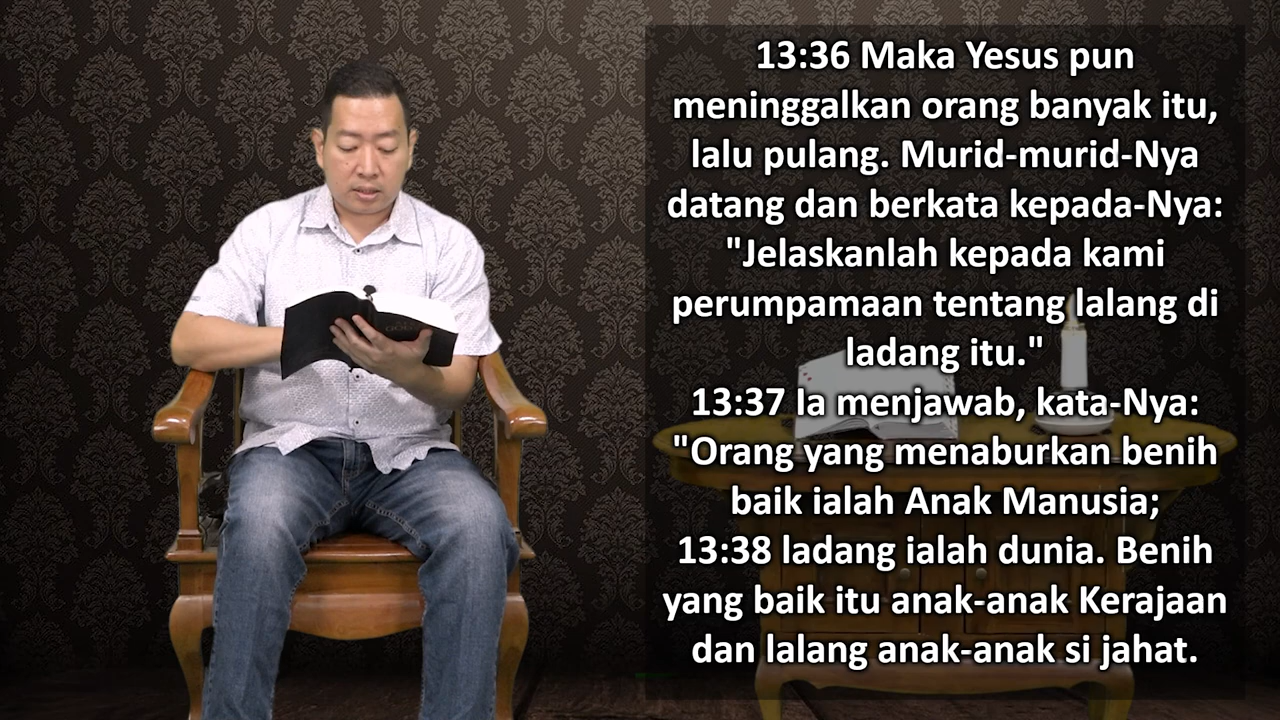 13:36 Maka Yesus pun
meninggalkan orang banyak itu,
lalu pulang. Murid-murid-Nya
datang dan berkata kepada-Nya:
"Jelaskanlah kepada kami
perumpamaan tentang lalang di
ladang itu."
13:37 Ia menjawab, kata-Nya:
"Orang yang menaburkan benih
baik ialah Anak Manusia;
13:38 ladang ialah dunia. Benih
yang baik itu anak-anak Kerajaan
dan lalang anak-anak si jahat.